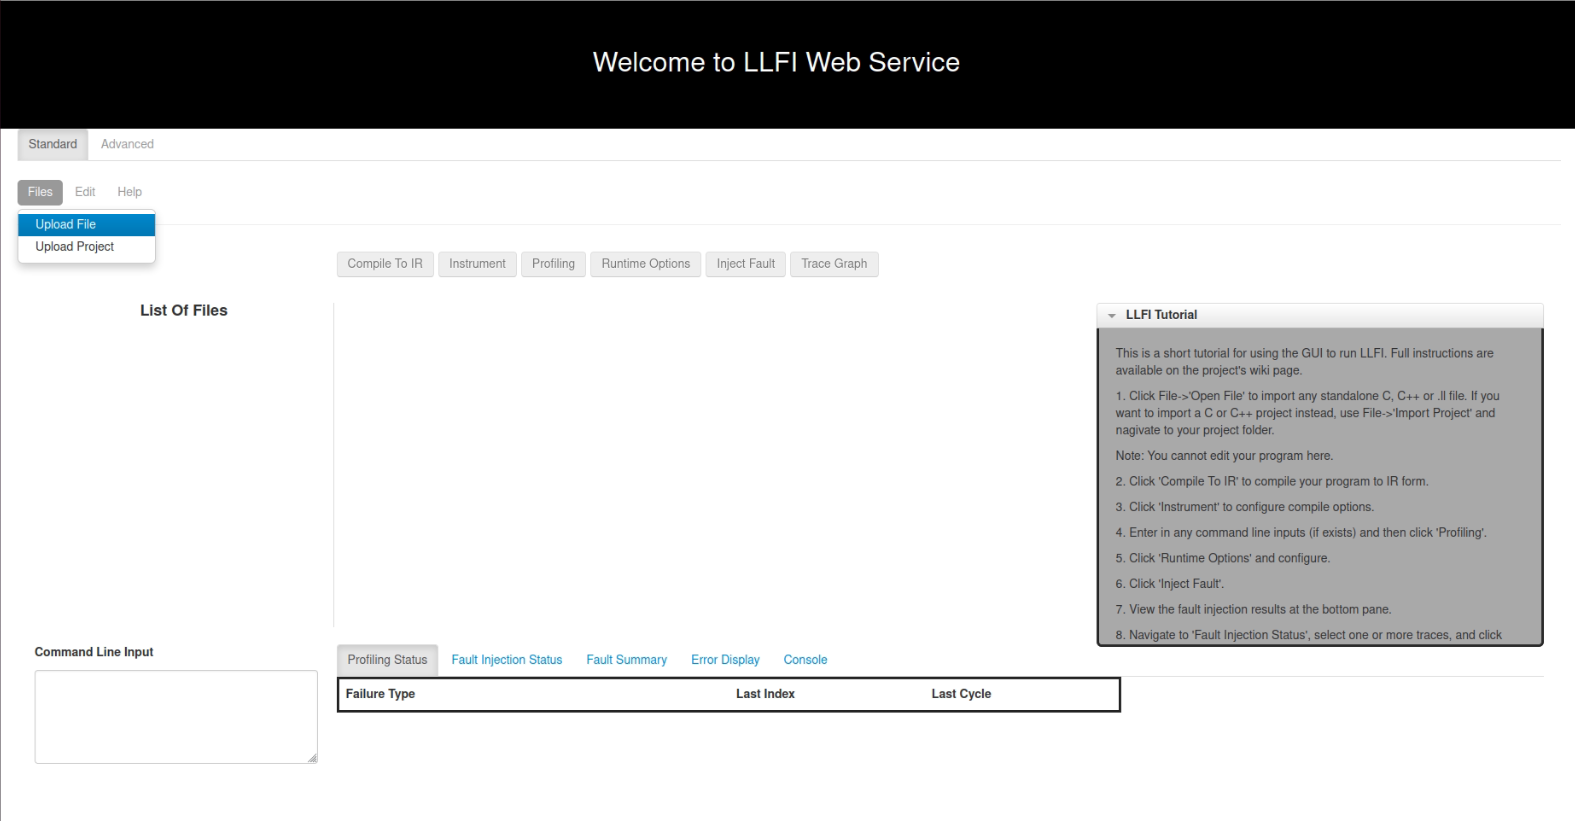 Welcome to LLFI Web Service
Standard Advanced
Files Edit Help
Upload File
Upload Project
Compile To IR Instrument Profiling Runtime Options Inject Fault Trace Graph
List Of Files
LLFI Tutorial
This is a short tutorial for using the GUI to run LLFI. Full instructions are
available on the project's wiki page.
1. Click File->'Open File' to import any standalone C, C++ or .ll file. If you
want to import a C or C++ project instead, use File->'Import Project' and
nagivate to your project folder.
Note: You cannot edit your program here.
2. Click 'Compile To IR' to compile your program to IR form.
3. Click 'Instrument' to configure compile options.
4. Enter in any command line inputs (if exists) and then click 'Profiling'.
5. Click 'Runtime Options' and configure.
6. Click 'Inject Fault'.
7. View the fault injection results at the bottom pane.
8. Navigate to 'Fault Injection Status', select one or more traces, and click
Command Line Input
Profiling Status Fault Injection Status Fault Summary Error Display Console
Failure Type Last Index Last Cycle